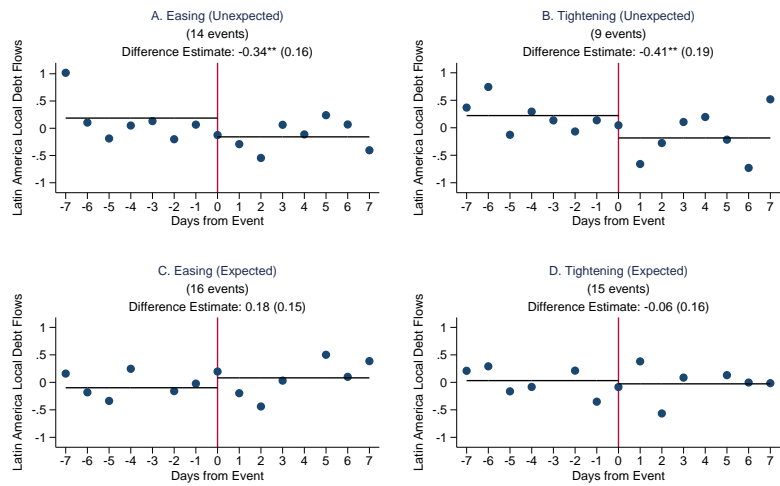 A. Easing (Unexpected)
(14 events)
Difference Estimate: -0.34** (0.16)
Latin America Local Debt Flows
1
.5
0
-.5
-1
-7 -6 -5 -4 -3 -2 -1 0 1 2 3 4 5 6 7
Days from Event
B. Tightening (Unexpected)
(9 events)
Difference Estimate: -0.41** (0.19)
Latin America Local Debt Flows
1
.5
0
-.5
-1
-7 -6 -5 -4 -3 -2 -1 0 1 2 3 4 5 6 7
Days from Event
C. Easing (Expected)
(16 events)
Difference Estimate: 0.18 (0.15)
Latin America Local Debt Flows
1
.5
0
-.5
-1
-7 -6 -5 -4 -3 -2 -1 0 1 2 3 4 5 6 7
Days from Event
D. Tightening (Expected)
(15 events)
Difference Estimate: -0.06 (0.16)
Latin America Local Debt Flows
1
.5
0
-.5
-1
-7 -6 -5 -4 -3 -2 -1 0 1 2 3 4 5 6 7
Days from Event